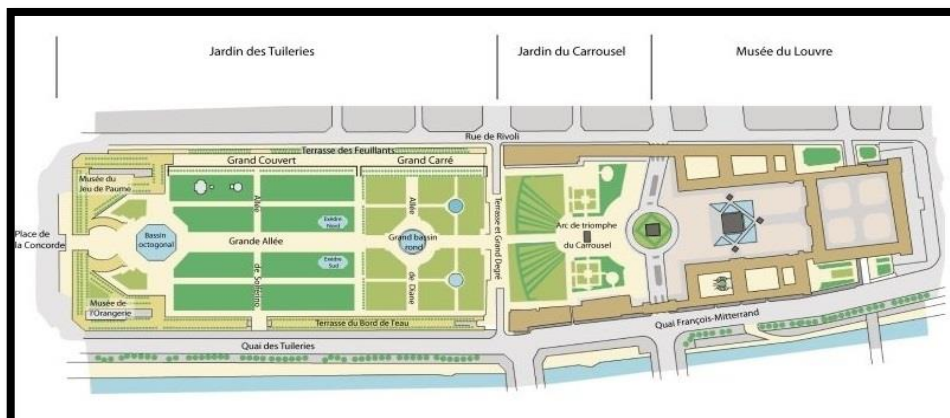 Jardin des Tuileries
Jardin du Carrousel
Musée du Louvre
Rue de Rivoli
Terrasse des Feuillants
Grand Couvert
Grand Carré
Musée du
Jeu de Paume
Allée
de Solférino
Allée
de Diane
Exèdre
Nord
Place de
la Concorde
Bassin
octogonal
Grande Allée
Grand bassin
rond
Terrasse et Grand Degré
Arc de triomphe
du Carrousel
Exèdre
Sud
Musée de
l'Orangerie
Terrasse du Bord de l'eau
Quai des Tuileries
Quai François-Mitterrand